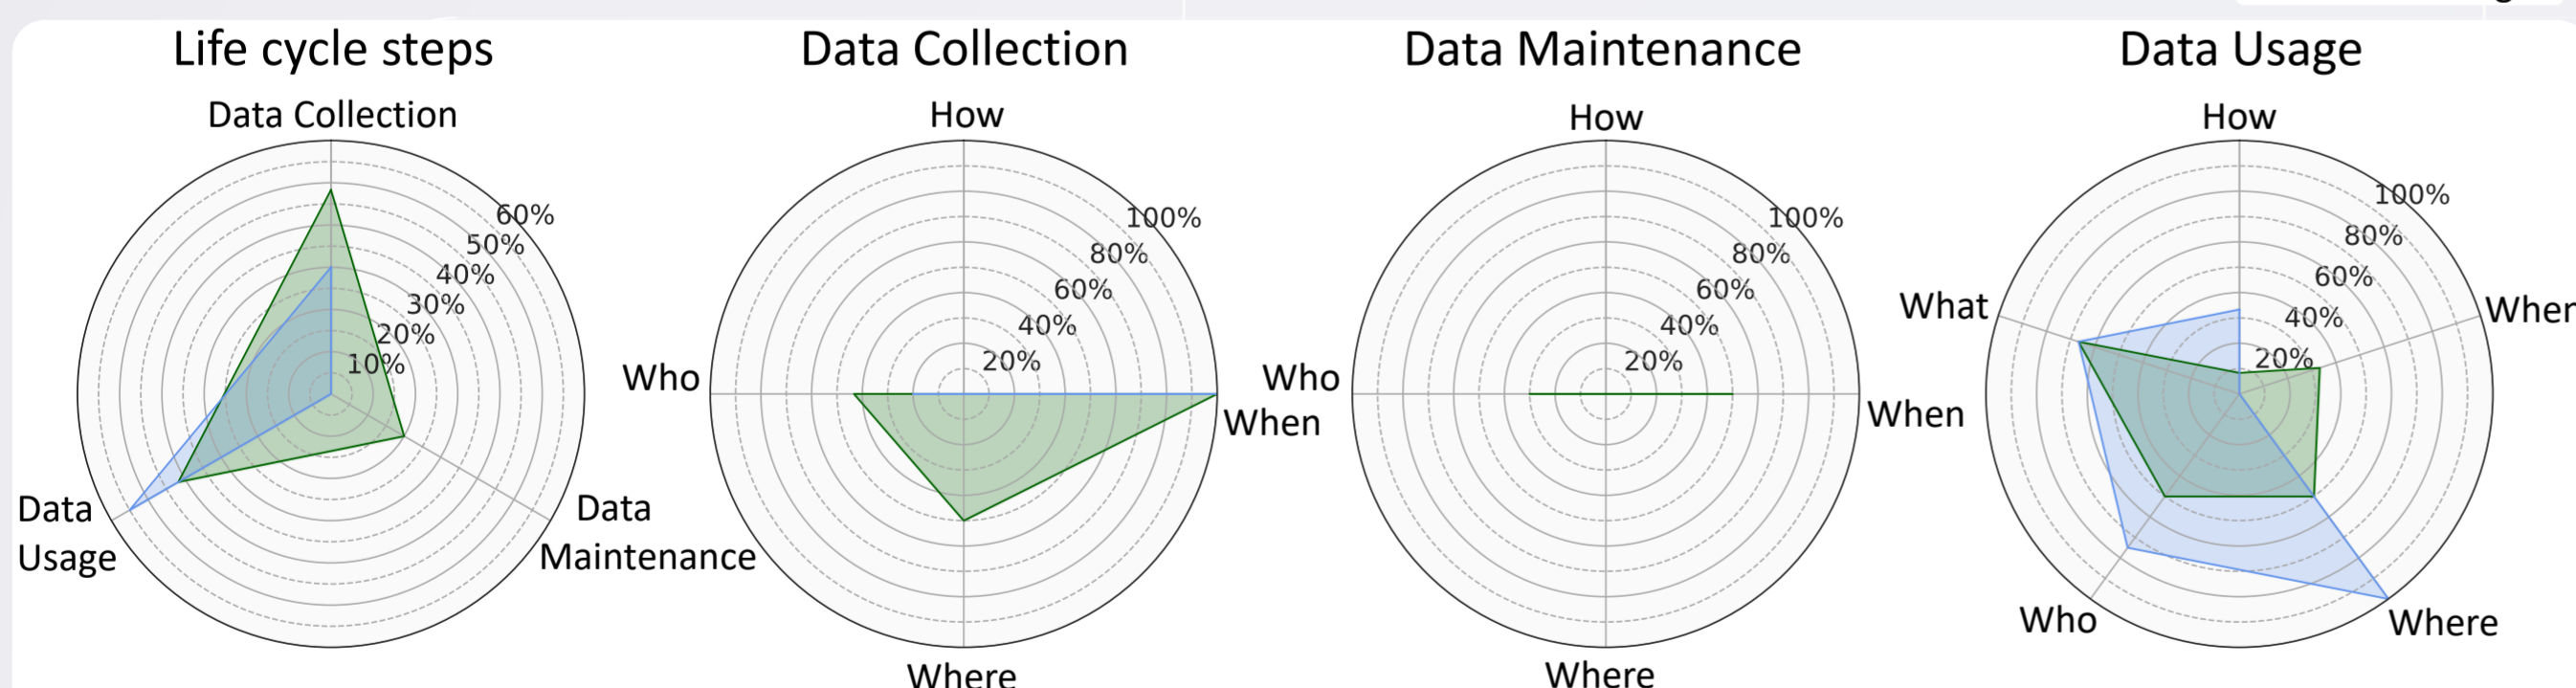 Life cycle steps
Data Collection
60%
50%
40%
30%
20%
10%
Data
Usage
Data
Maintenance
Data Collection
How
100%
80%
60%
40%
20%
Who
When
Where
Data Maintenance
How
100%
80%
60%
40%
20%
Who
When
Where
Data Usage
How
100%
80%
60%
40%
20%
What
When
Who
Where